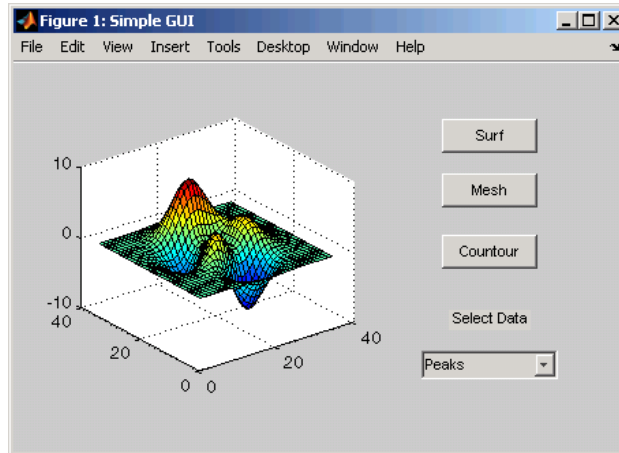 Figure 1: Simple GUI
File Edit View Insert Tools Desktop Window Help
Surf
Mesh
Countour
Select Data
Peaks
10
0
-10
40
20
0
0
20
40